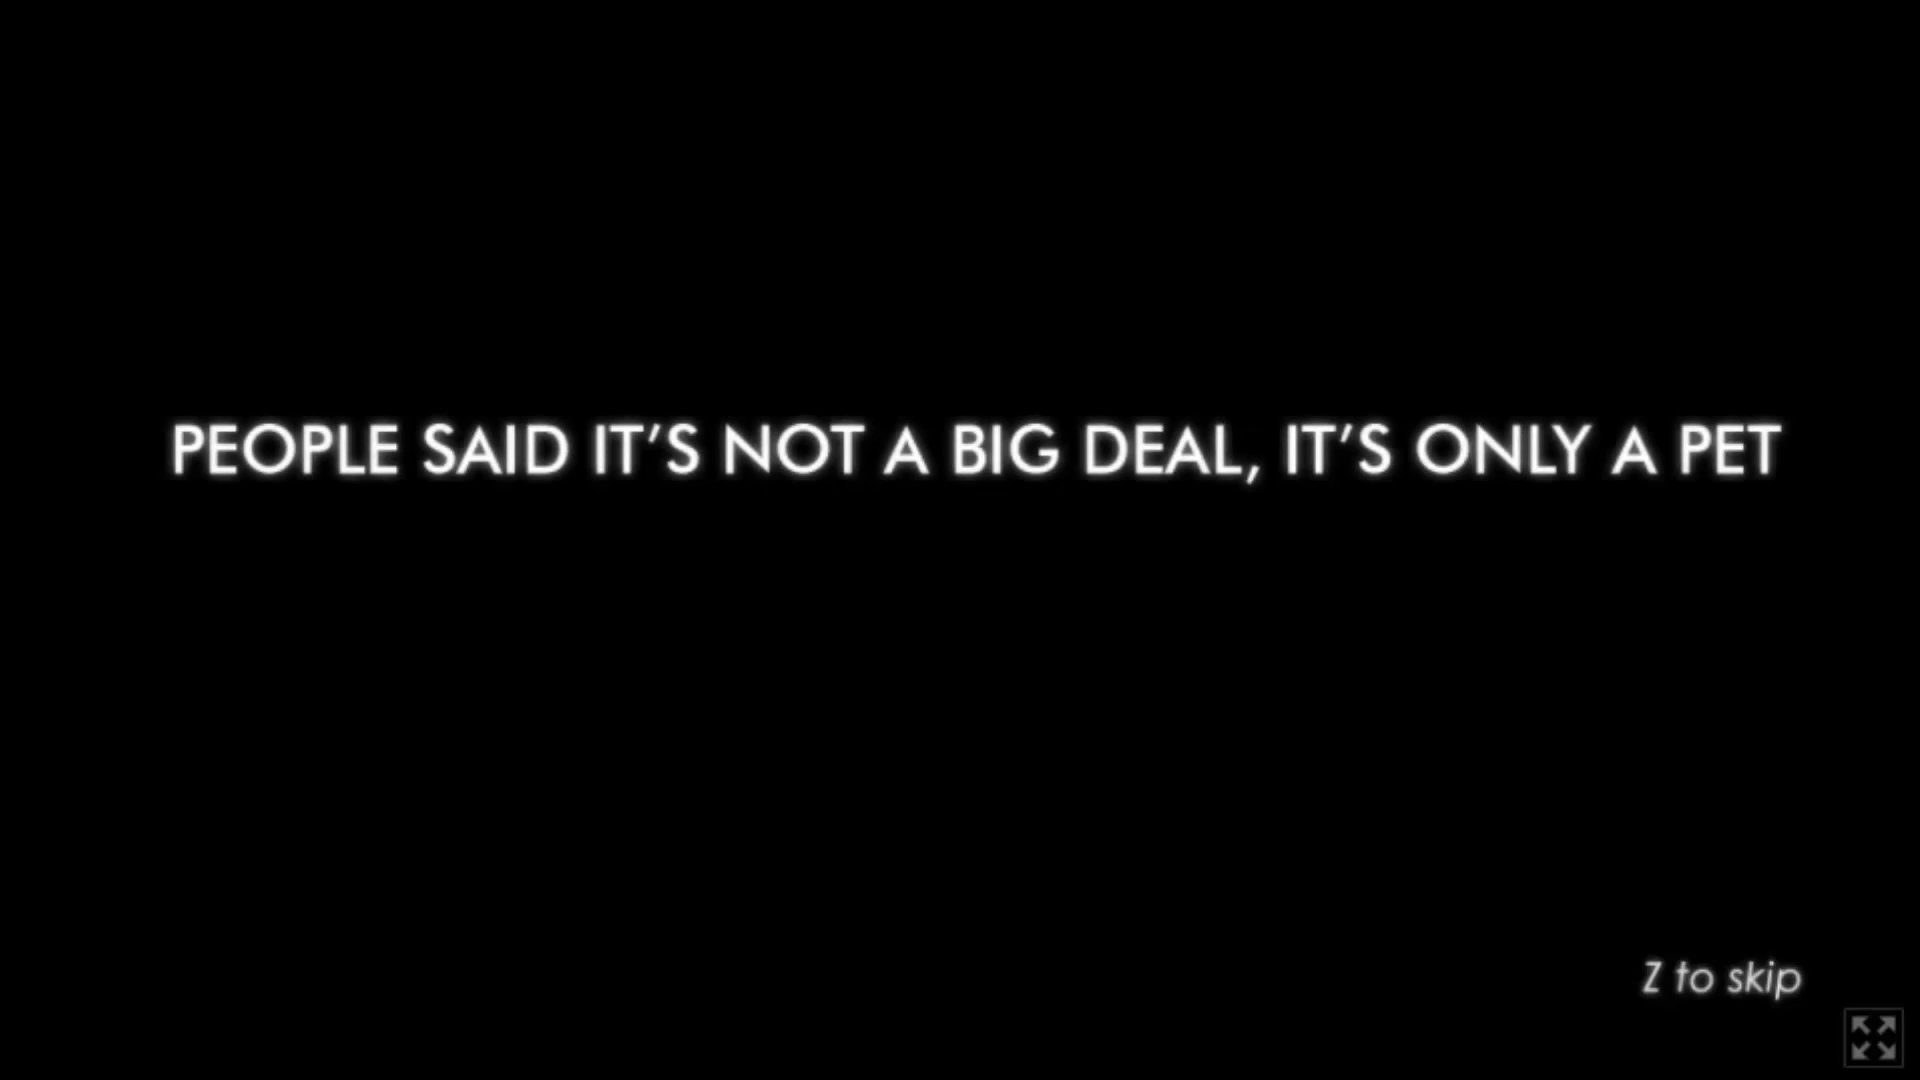 PEOPLE SAID IT’S NOT A BIG DEAL, IT’S ONLY A PET
Z to skip